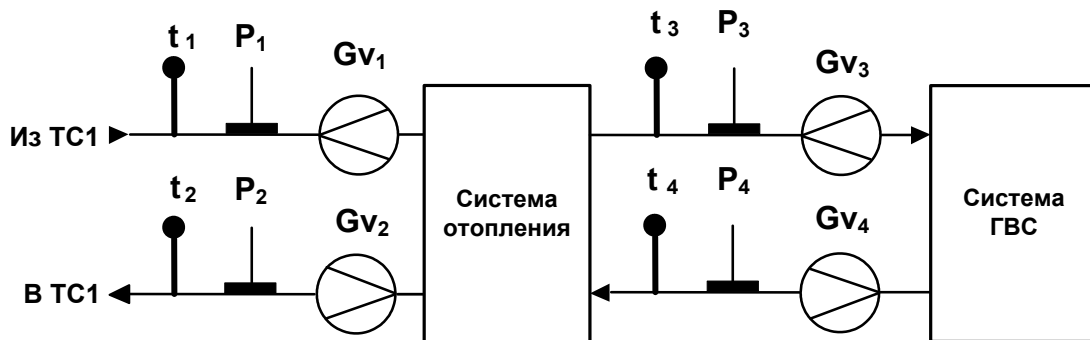 t 1 P1 Gv1 t 3 P3 Gv3
Из ТС1
t 2 P2 Gv2 Система отопления t 4 P4 Gv4 Система ГВС
В ТС1